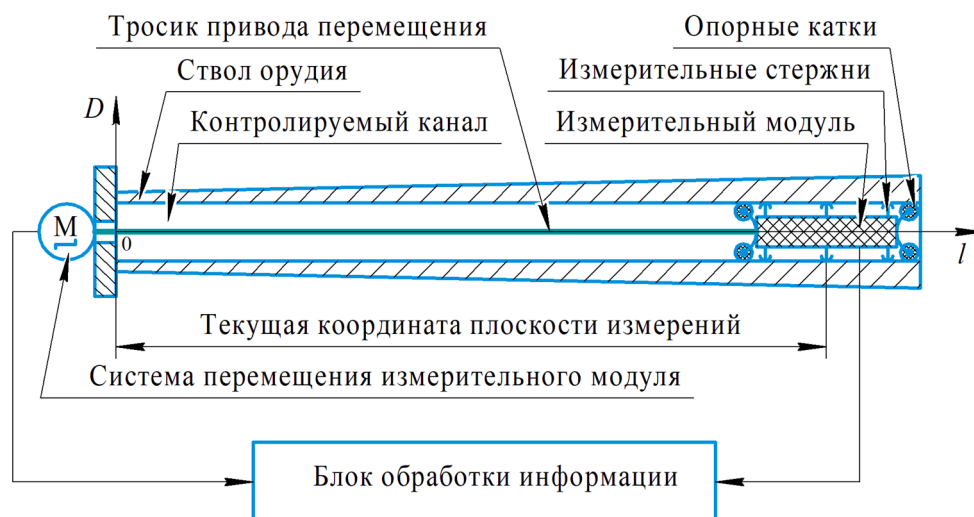 Тросик привода перемещения
Опорные катки
Ствол орудия
Измерительные стержни
D
Контролируемый канал
Измерительный модуль
М
0
l
Текущая координата плоскости измерений
Система перемещения измерительного модуля
Блок обработки информации